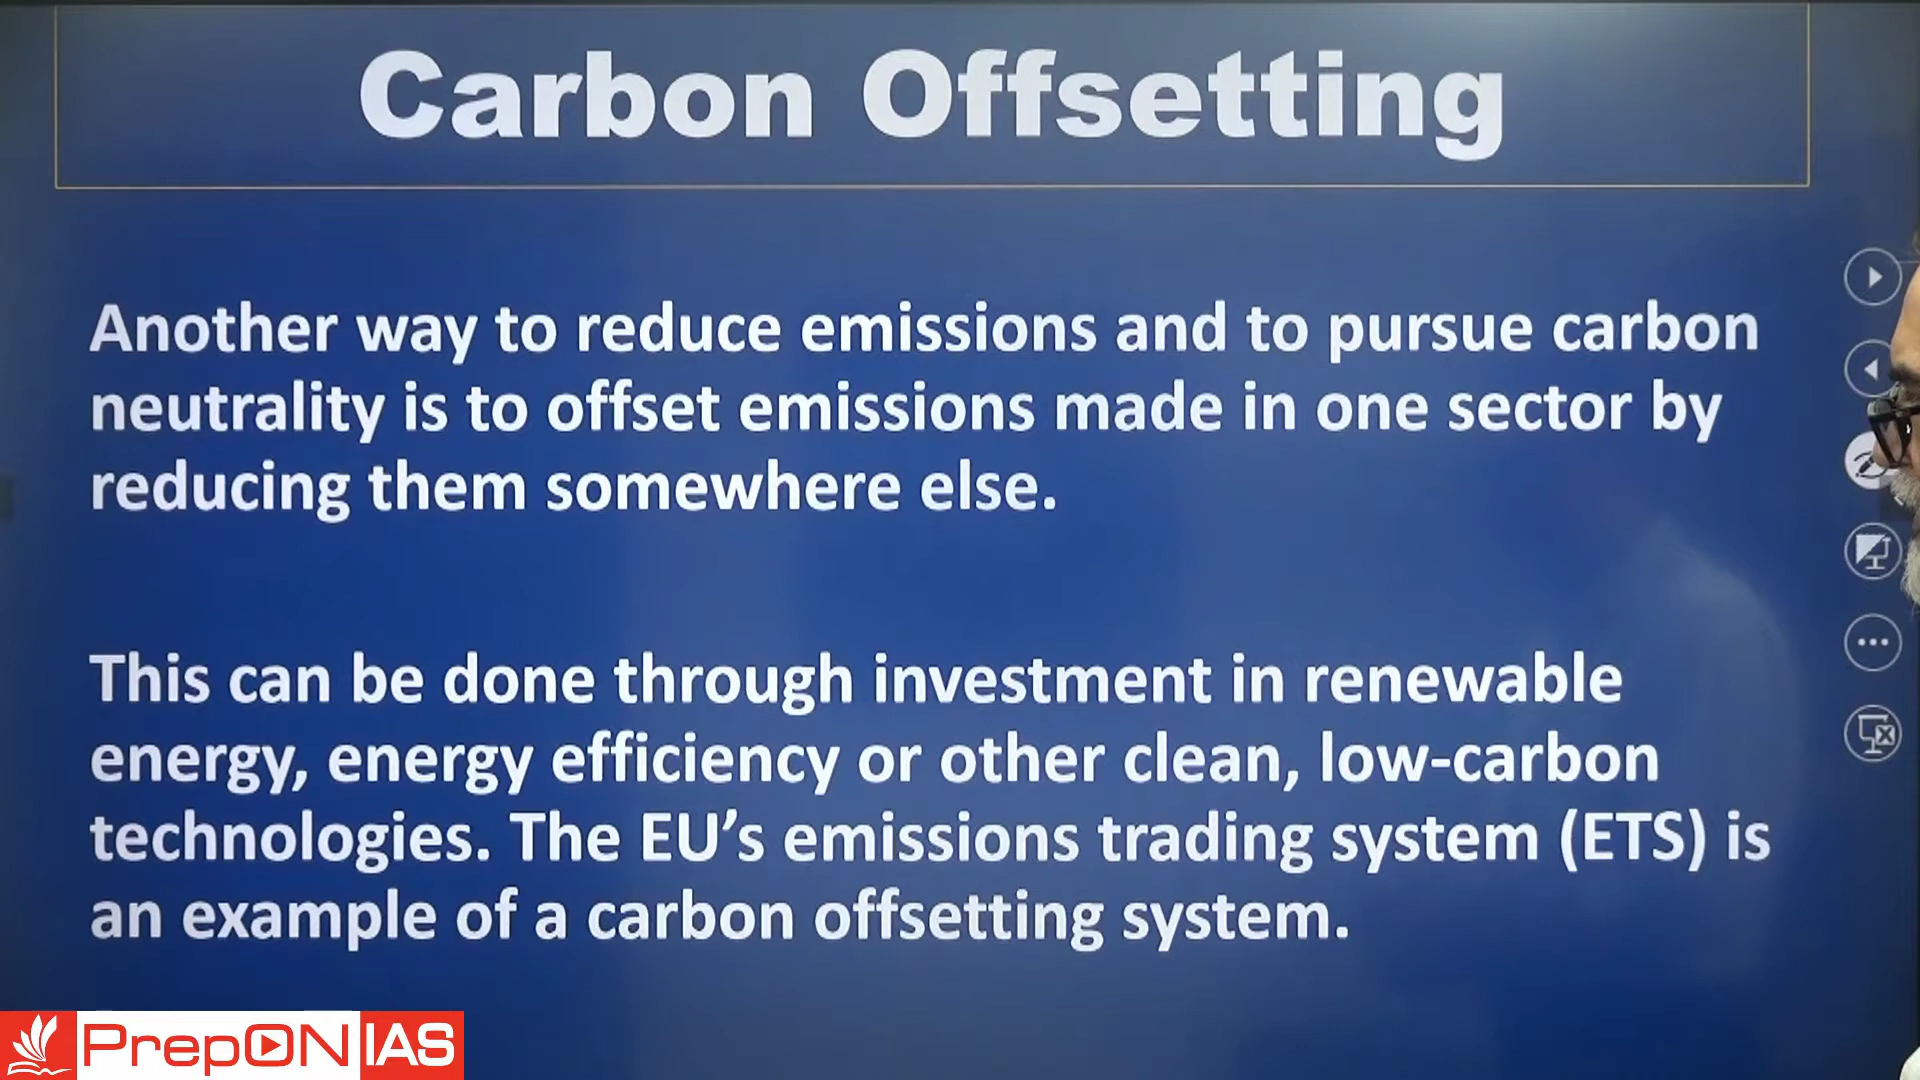 Carbon Offsetting
Another way to reduce emissions and to pursue carbon
neutrality is to offset emissions made in one sector by
reducing them somewhere else.
This can be done through investment in renewable
energy, energy efficiency or other clean, low-carbon
technologies. The EU’s emissions trading system (ETS) is
an example of a carbon offsetting system.
PrepON IAS